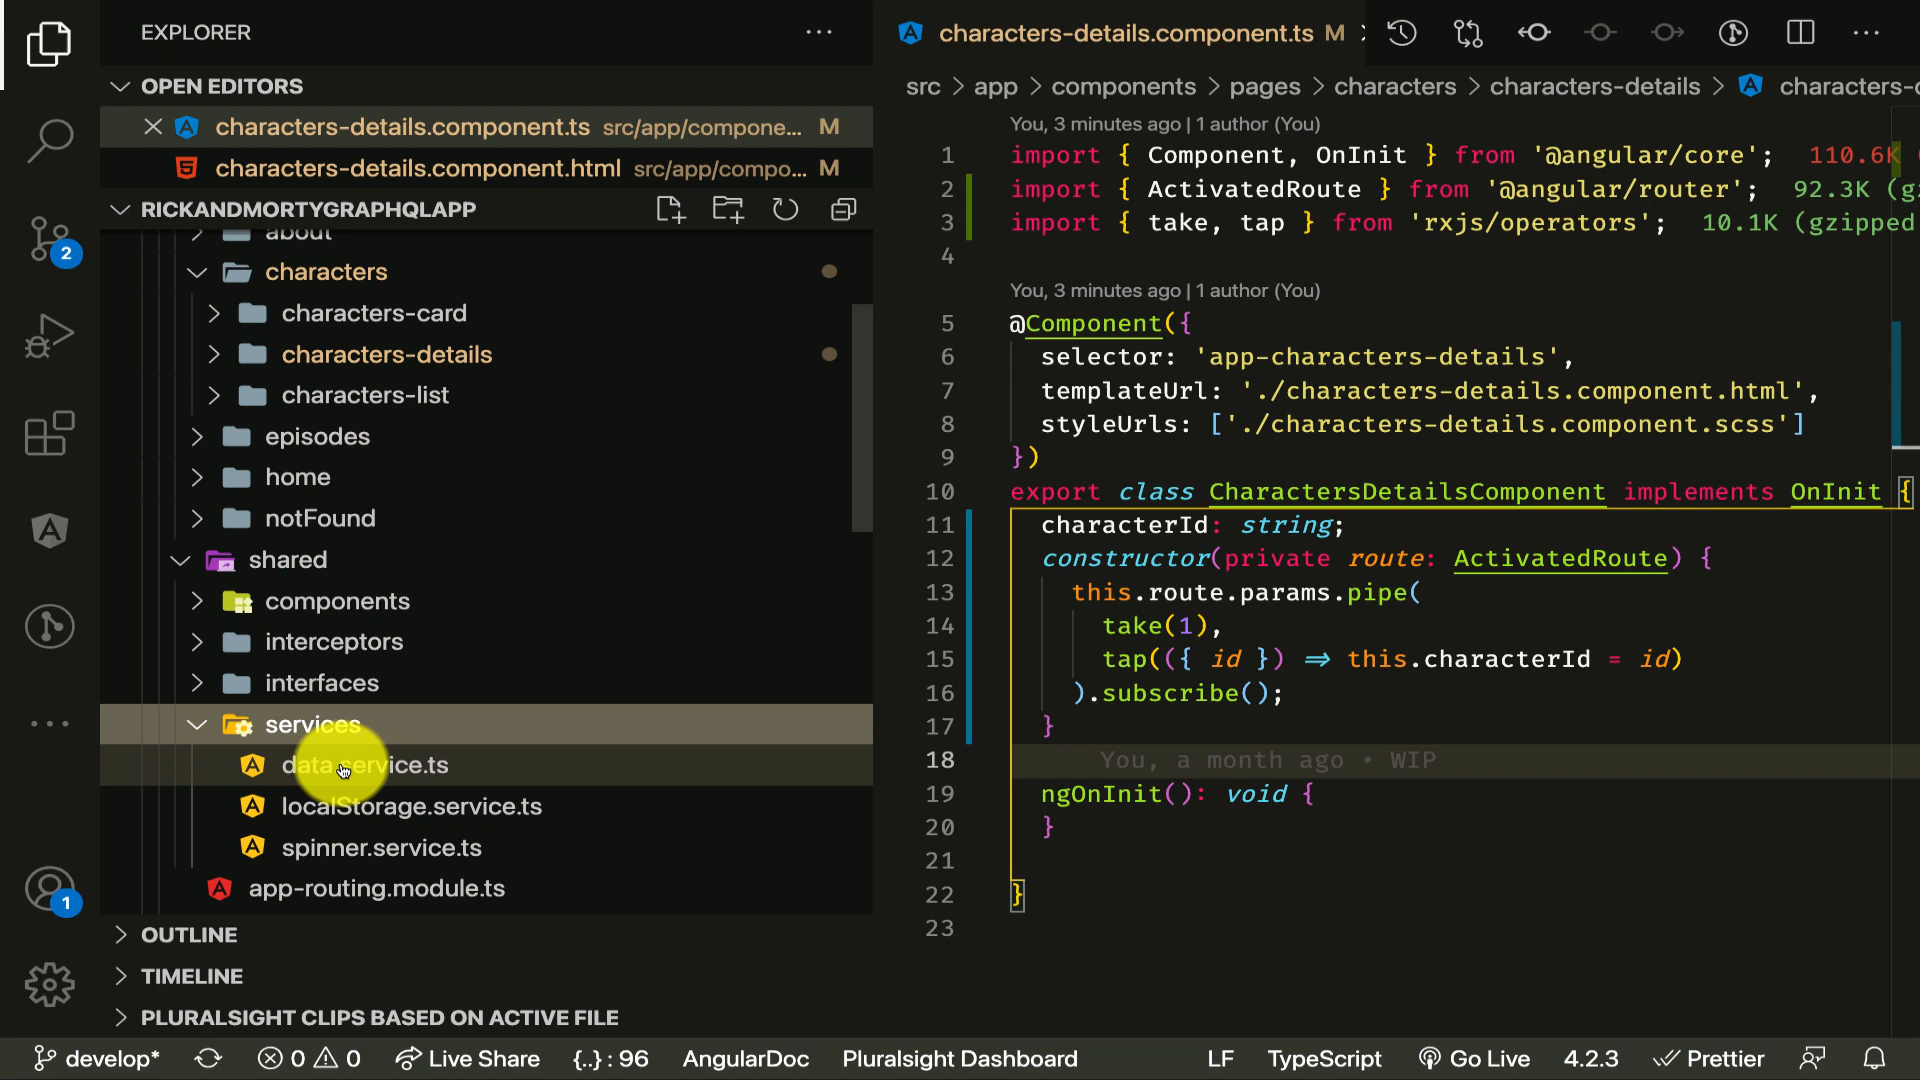 EXPLORER
OPEN EDITORS
characters-details.component.ts src/app/compone... M
characters-details.component.html src/app/compo... M
RICKANDMORTYGRAPHQLAPP
about
characters
characters-card
characters-details
characters-list
episodes
home
notFound
shared
components
interceptors
interfaces
services
data.service.ts
localStorage.service.ts
spinner.service.ts
app-routing.module.ts
OUTLINE
TIMELINE
PLURALSIGHT CLIPS BASED ON ACTIVE FILE
2
1
characters-details.component.ts M
src > app > components > pages > characters > characters-details > characters-c
You, 3 minutes ago | 1 author (You)
1 import { Component, OnInit } from '@angular/core'; 110.6K
2 import { ActivatedRoute } from '@angular/router'; 92.3K (gz
3 import { take, tap } from 'rxjs/operators'; 10.1K (gzipped
4
You, 3 minutes ago | 1 author (You)
5 @Component({
6 selector: 'app-characters-details',
7 templateUrl: './characters-details.component.html',
8 styleUrls: ['./characters-details.component.scss']
9 })
10 export class CharactersDetailsComponent implements OnInit {
11 characterId: string;
12 constructor(private route: ActivatedRoute) {
13 this.route.params.pipe(
14 take(1),
15 tap(({ id }) => this.characterId = id)
16 ).subscribe();
17 }
18 You, a month ago • WIP
19 ngOnInit(): void {
20 }
21
22 }
23
develop* 0 0 Live Share {..} : 96 AngularDoc Pluralsight Dashboard LF TypeScript Go Live 4.2.3 Prettier